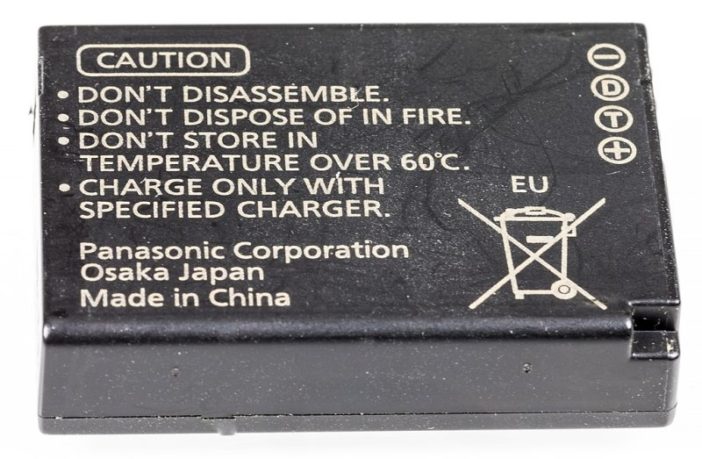 CAUTION
• DON'T DISASSEMBLE.
• DON'T DISPOSE OF IN FIRE.
• DON'T STORE IN
TEMPERATURE OVER 60°C.
• CHARGE ONLY WITH
SPECIFIED CHARGER.
Panasonic Corporation
Osaka Japan
Made in China
−
D
T
+
EU